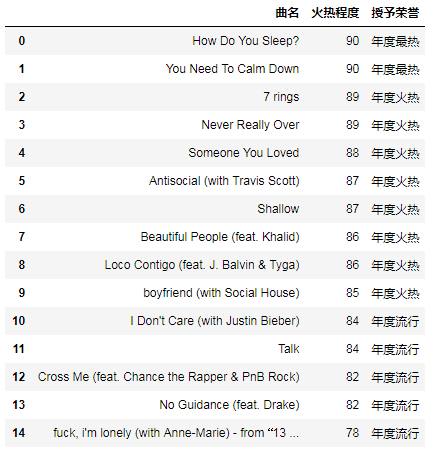 曲名 火热程度 授予荣誉
0 How Do You Sleep? 90 年度最热
1 You Need To Calm Down 90 年度最热
2 7 rings 89 年度火热
3 Never Really Over 89 年度火热
4 Someone You Loved 88 年度火热
5 Antisocial (with Travis Scott) 87 年度火热
6 Shallow 87 年度火热
7 Beautiful People (feat. Khalid) 86 年度火热
8 Loco Contigo (feat. J. Balvin & Tyga) 86 年度火热
9 boyfriend (with Social House) 85 年度火热
10 I Don't Care (with Justin Bieber) 84 年度流行
11 Talk 84 年度流行
12 Cross Me (feat. Chance the Rapper & PnB Rock) 82 年度流行
13 No Guidance (feat. Drake) 82 年度流行
14 fuck, i'm lonely (with Anne-Marie) - from “13 ... 78 年度流行